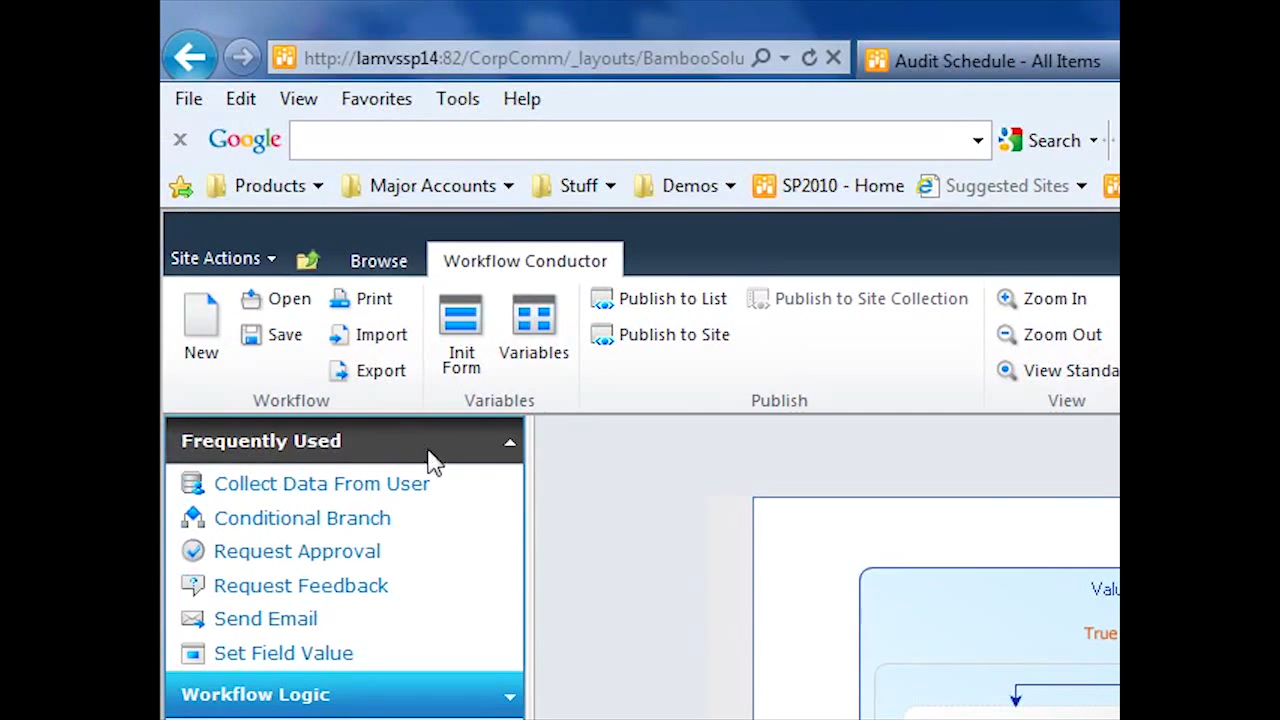 http://lamvssp14:82/CorpComm/_layouts/BambooSolu
Audit Schedule - All Items
File Edit View Favorites Tools Help
Google Search
Products Major Accounts Stuff Demos SP2010 - Home Suggested Sites
Site Actions Browse Workflow Conductor
New Open Print Init Form Variables Publish to List Publish to Site Collection Zoom In
Save Import Publish to Site Zoom Out
Export View Standa
Workflow Variables Publish View
Frequently Used
Collect Data From User
Conditional Branch
Request Approval
Request Feedback
Send Email
Set Field Value
Workflow Logic
Valu
True